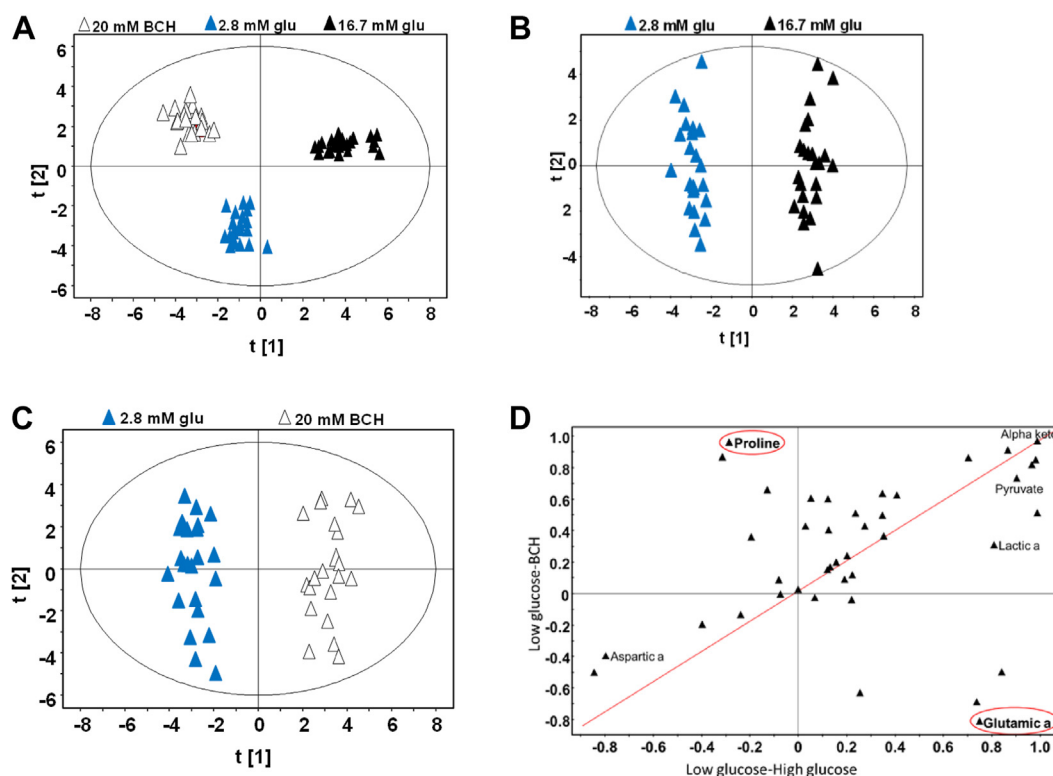 A
20 mM BCH 2.8 mM glu 16.7 mM glu
6
4
2
0
-2
-4
-6
t [2]
-8 -6 -4 -2 0 2 4 6 8
t [1]
B
2.8 mM glu 16.7 mM glu
4
2
0
2
-4
t [2]
-8 -6 -4 -2 0 2 4 6 8
t [1]
C
2.8 mM glu 20 mM BCH
6
4
2
0
-2
-4
-6
t [2]
-8 -6 -4 -2 0 2 4 6 8
t [1]
D
1.0
0.8
0.6
0.4
0.2
0
-0.2
-0.4
-0.6
-0.8
Low glucose-BCH
Proline
Alpha keto
Pyruvate
Lactic a
Aspartic a
Glutamic a
-0.8 -0.6 -0.4 -0.2 0 0.2 0.4 0.6 0.8 1.0
Low glucose-High glucose